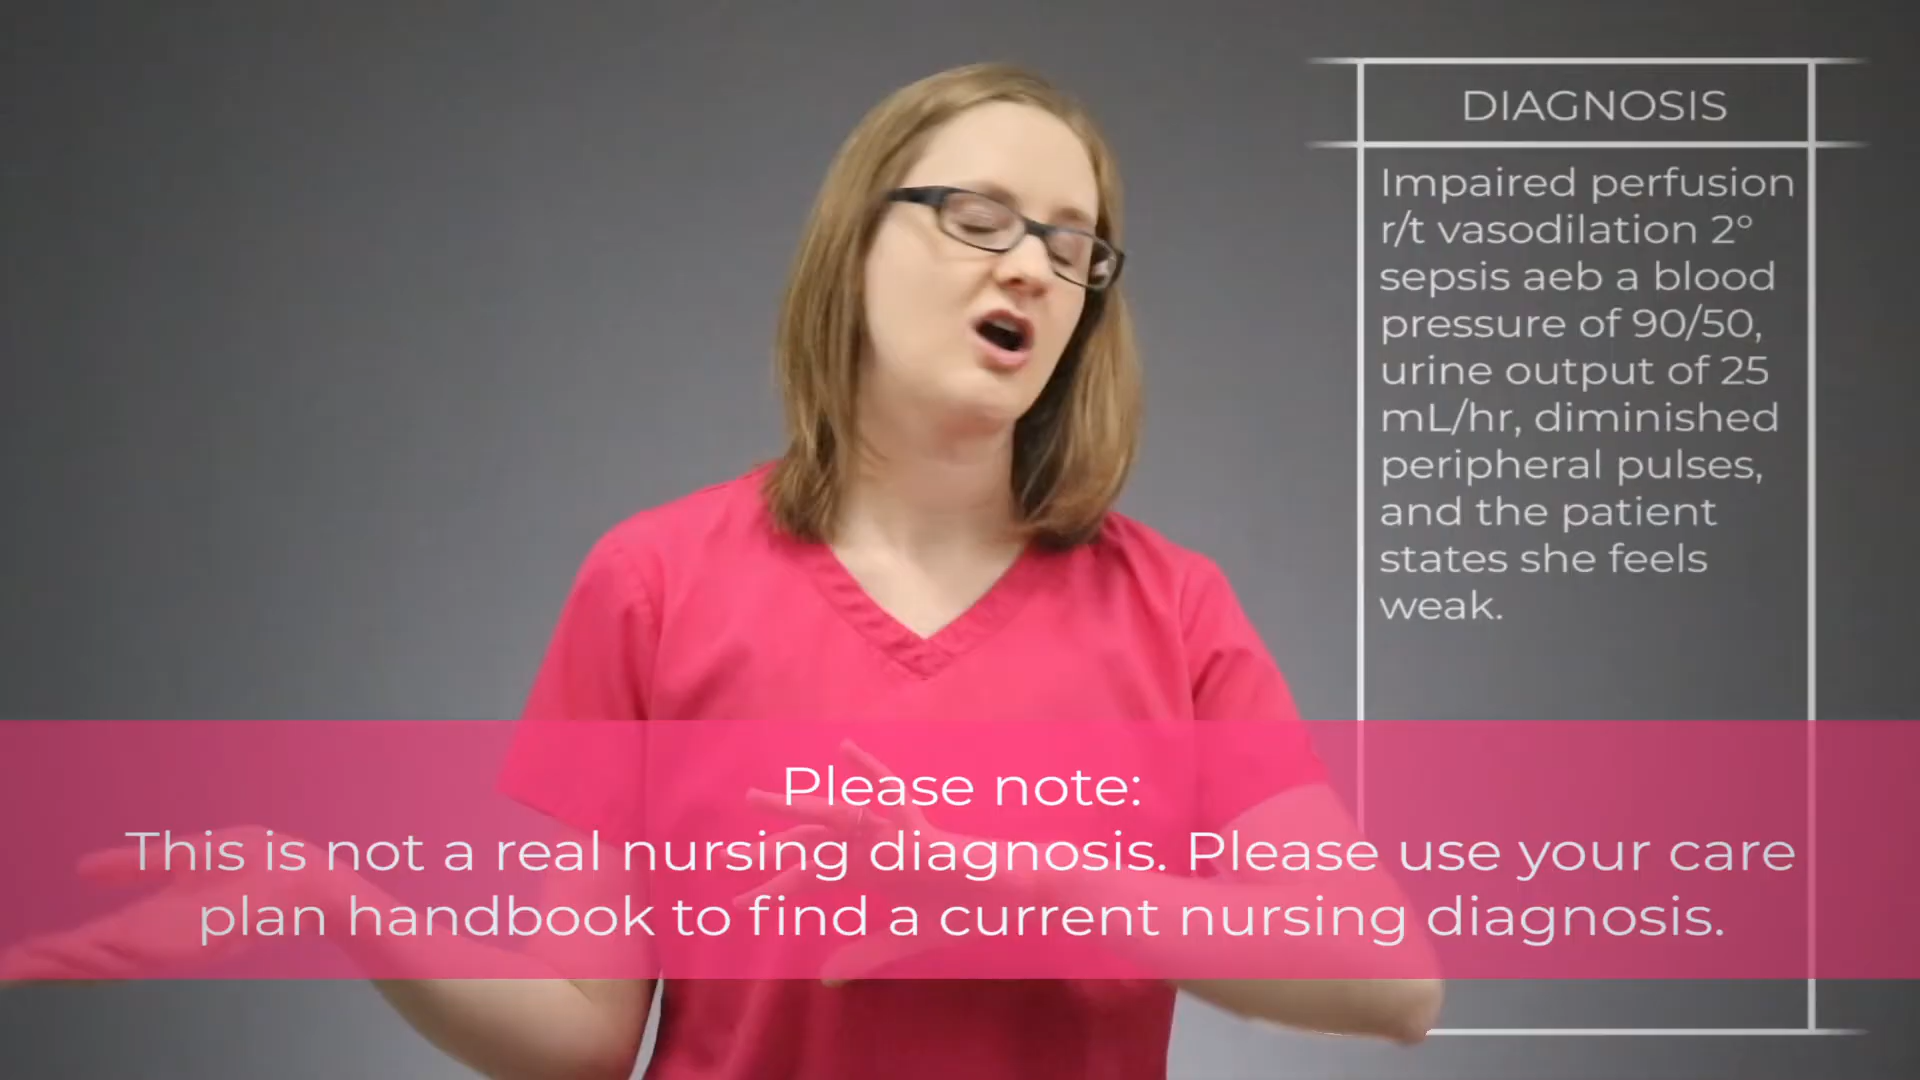 DIAGNOSIS
Impaired perfusion
r/t vasodilation 2°
sepsis aeb a blood
pressure of 90/50,
urine output of 25
mL/hr, diminished
peripheral pulses,
and the patient
states she feels
weak.
Please note:
This is not a real nursing diagnosis. Please use your care
plan handbook to find a current nursing diagnosis.